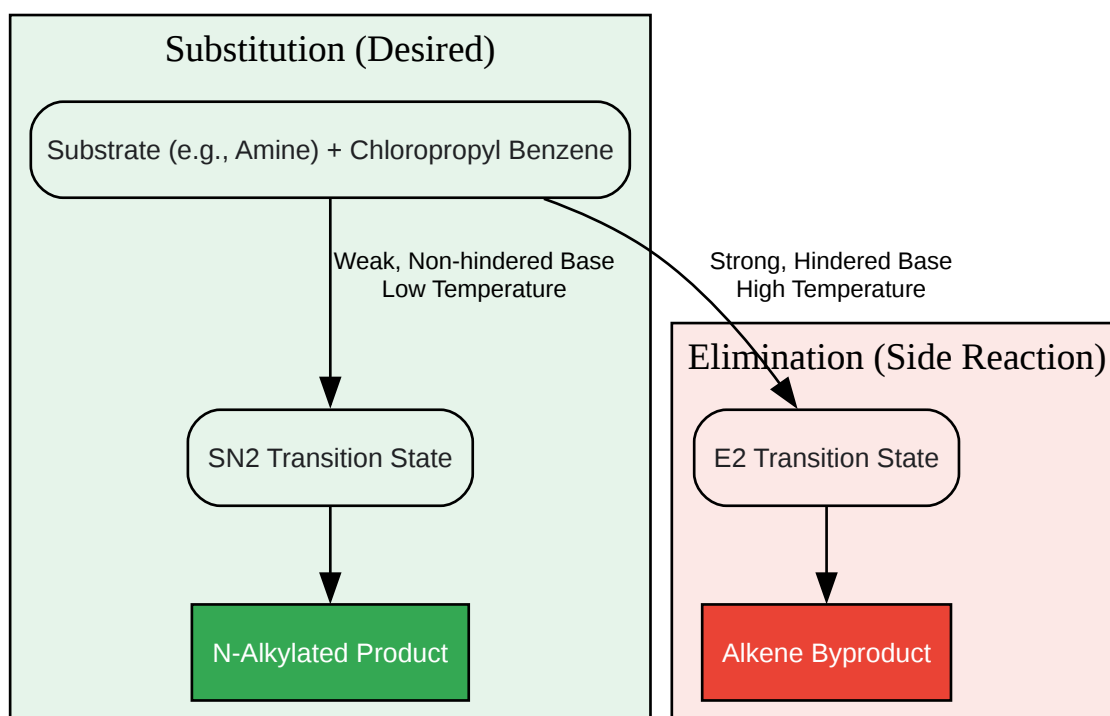 Substitution (Desired)
Substrate (e.g., Amine) + Chloropropyl Benzene
Weak, Non-hindered Base
Low Temperature
Strong, Hindered Base
High Temperature
Elimination (Side Reaction)
SN2 Transition State
E2 Transition State
N-Alkylated Product
Alkene Byproduct